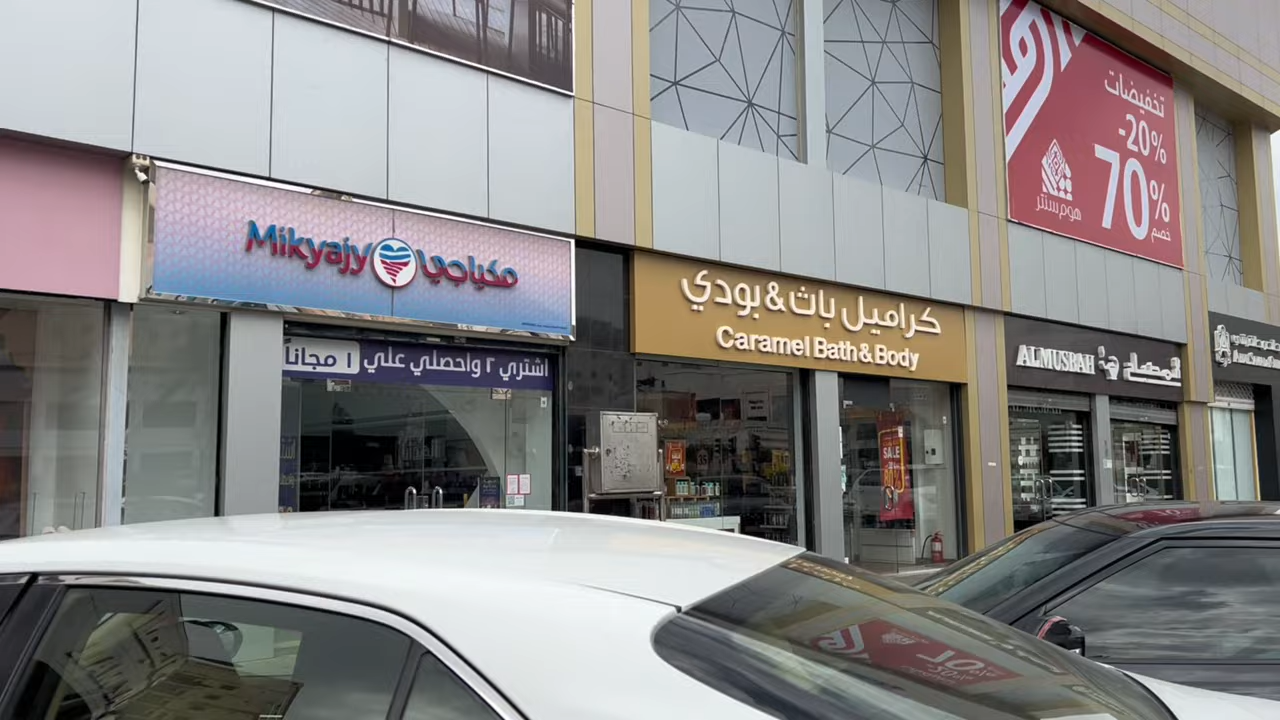 Mikyajy مكياجي
اشتري ٢ واحصلي علي ١ مجاناً
كراميل باث & بودي
Caramel Bath & Body
SALE
تخفيضات
-20%
70%
خصم
هوم سنتر
ALMUSBAH المصباح